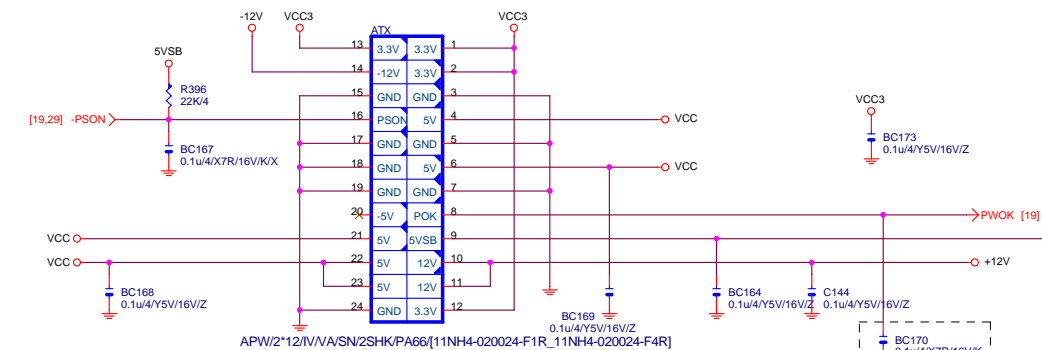 -12V VCC3 VCC3
ATX
13 3.3V 3.3V 1
5VSB
14 -12V 3.3V 2
R396
22K/4
15 GND GND 3
VCC3
[19,29] -PSON 16 PSON 5V 4 VCC
BC173
0.1u/4/Y5V/16V/Z
17 GND GND 5
BC167
0.1u/4/X7R/16V/K/X
18 GND 5V 6 VCC
19 GND GND 7
20 -5V POK 8 PWOK [19]
VCC 21 5V 5VSB 9
VCC 22 5V 12V 10 +12V
23 5V 12V 11
BC168
0.1u/4/Y5V/16V/Z
BC164
0.1u/4/Y5V/16V/Z
C144
0.1u/4/Y5V/16V/Z
24 GND 3.3V 12
BC169
0.1u/4/Y5V/16V/Z
APW/2*12/IV/VA/SN/2SHK/PA66/[11NH4-020024-F1R_11NH4-020024-F4R]
BC170